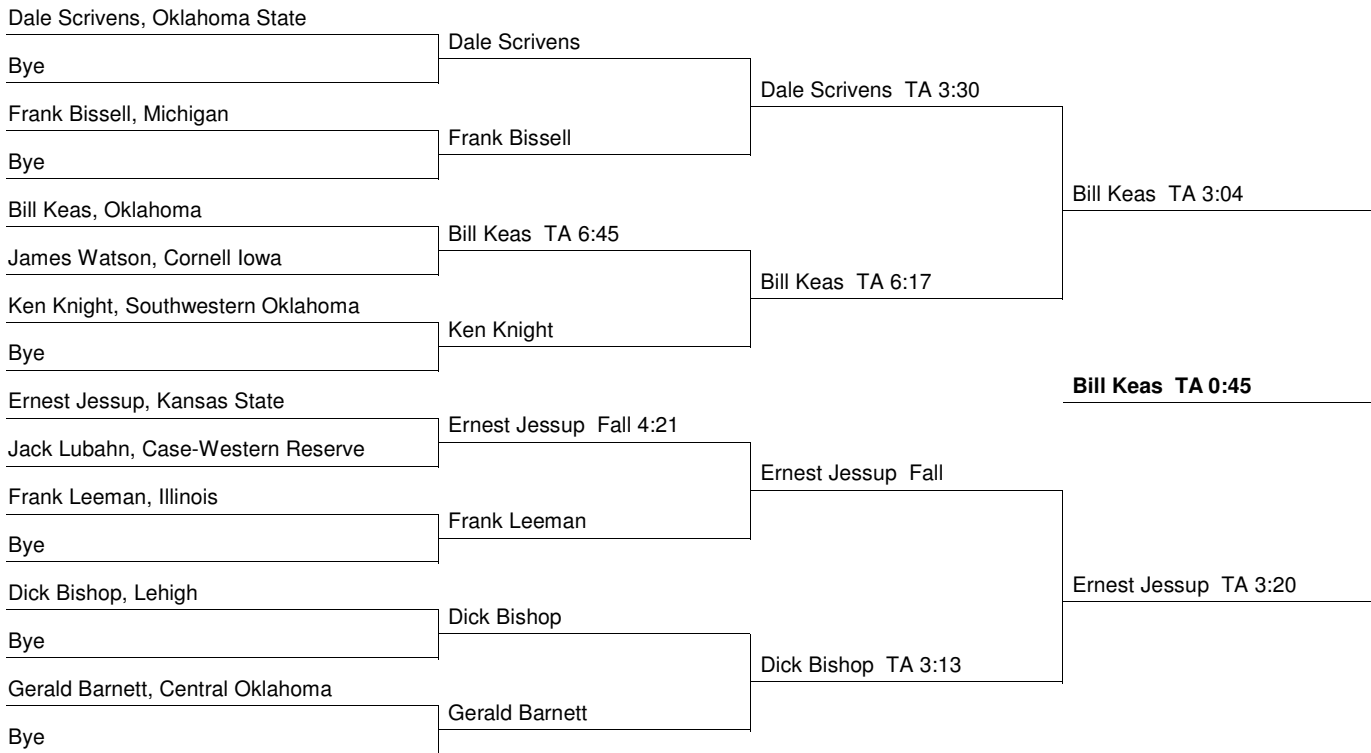 Dale Scrivens, Oklahoma State
Bye
Frank Bissell, Michigan
Bye
Bill Keas, Oklahoma
James Watson, Cornell Iowa
Ken Knight, Southwestern Oklahoma
Bye
Ernest Jessup, Kansas State
Jack Lubahn, Case-Western Reserve
Frank Leeman, Illinois
Bye
Dick Bishop, Lehigh
Bye
Gerald Barnett, Central Oklahoma
Bye
Dale Scrivens
Frank Bissell
Bill Keas TA 6:45
Ken Knight
Ernest Jessup Fall 4:21
Frank Leeman
Dick Bishop
Gerald Barnett
Dale Scrivens TA 3:30
Bill Keas TA 6:17
Ernest Jessup Fall
Dick Bishop TA 3:13
Bill Keas TA 3:04
Ernest Jessup TA 3:20
Bill Keas TA 0:45